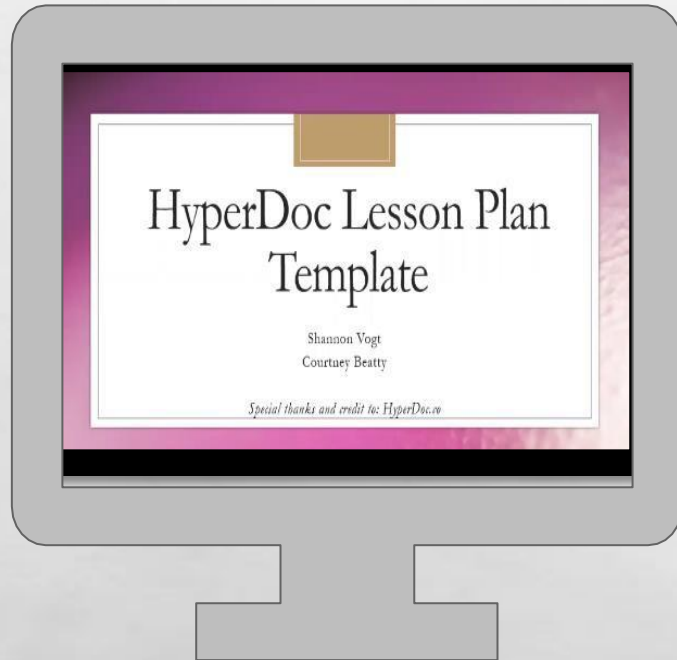 HyperDoc Lesson Plan
Template
Shannon Vogt
Courtney Beatty
Special thanks and credit to: HyperDoc.co